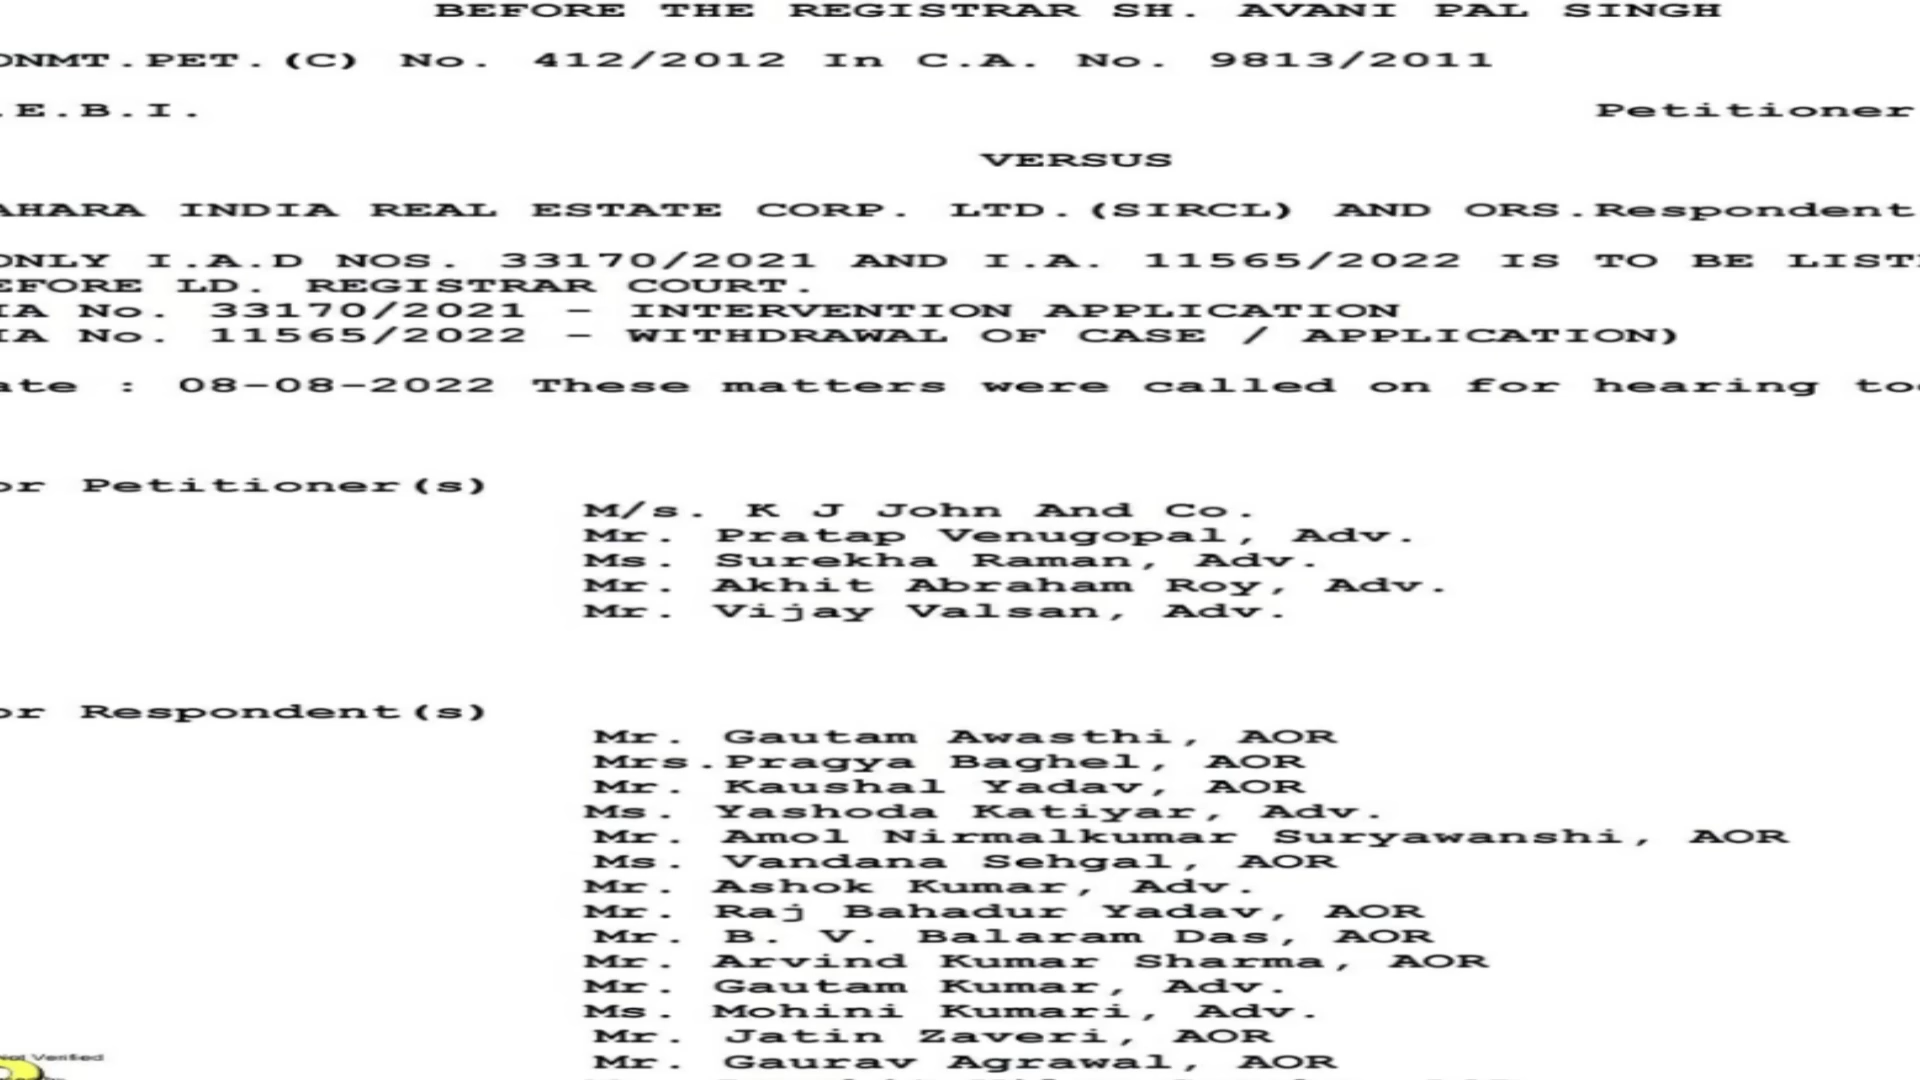 BEFORE THE REGISTRAR SH. AVANI PAL SINGH
ONMT.PET.(C) No. 412/2012 In C.A. No. 9813/2011
.E.B.I. Petitioner
VERSUS
AHARA INDIA REAL ESTATE CORP. LTD.(SIRCL) AND ORS.Respondent
ONLY I.A.D NOS. 33170/2021 AND I.A. 11565/2022 IS TO BE LIST
EFORE LD. REGISTRAR COURT.
IA No. 33170/2021 - INTERVENTION APPLICATION
IA No. 11565/2022 - WITHDRAWAL OF CASE / APPLICATION)
ate : 08-08-2022 These matters were called on for hearing to
or Petitioner(s)
M/s. K J John And Co.
Mr. Pratap Venugopal, Adv.
Ms. Surekha Raman, Adv.
Mr. Akhit Abraham Roy, Adv.
Mr. Vijay Valsan, Adv.
or Respondent(s)
Mr. Gautam Awasthi, AOR
Mrs.Pragya Baghel, AOR
Mr. Kaushal Yadav, AOR
Ms. Yashoda Katiyar, Adv.
Mr. Amol Nirmalkumar Suryawanshi, AOR
Ms. Vandana Sehgal, AOR
Mr. Ashok Kumar, Adv.
Mr. Raj Bahadur Yadav, AOR
Mr. B. V. Balaram Das, AOR
Mr. Arvind Kumar Sharma, AOR
Mr. Gautam Kumar, Adv.
Ms. Mohini Kumari, Adv.
Mr. Jatin Zaveri, AOR
Not Verified
Mr. Gaurav Agrawal, AOR